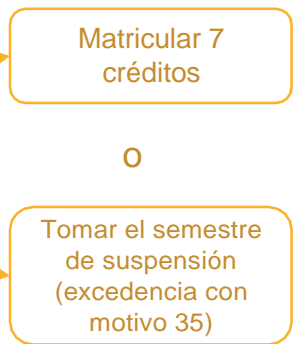 Matricular 7
créditos
O
Tomar el semestre
de suspensión
(excedencia con
motivo 35)